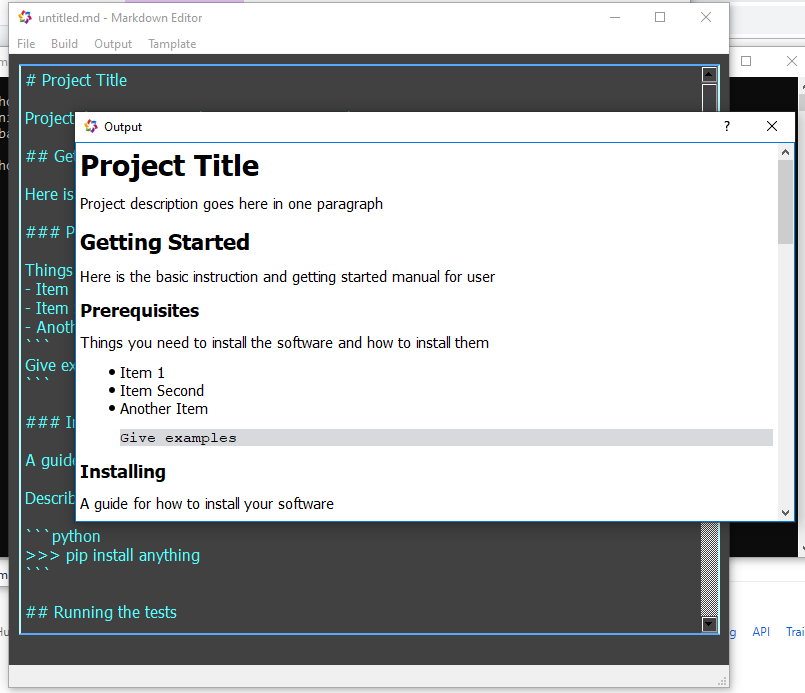 untitled.md - Markdown Editor
File Build Output Tamplate
# Project Title
Project
Output
?
## Ge
Here is
### P
Things
- Item
- Item
- Anoth
```
Give ex
```
### In
A guide
Describ
```python
>>> pip install anything
```
## Running the tests
Project Title
Project description goes here in one paragraph
Getting Started
Here is the basic instruction and getting started manual for user
Prerequisites
Things you need to install the software and how to install them
• Item 1
• Item Second
• Another Item
Give examples
Installing
A guide for how to install your software
API Trai